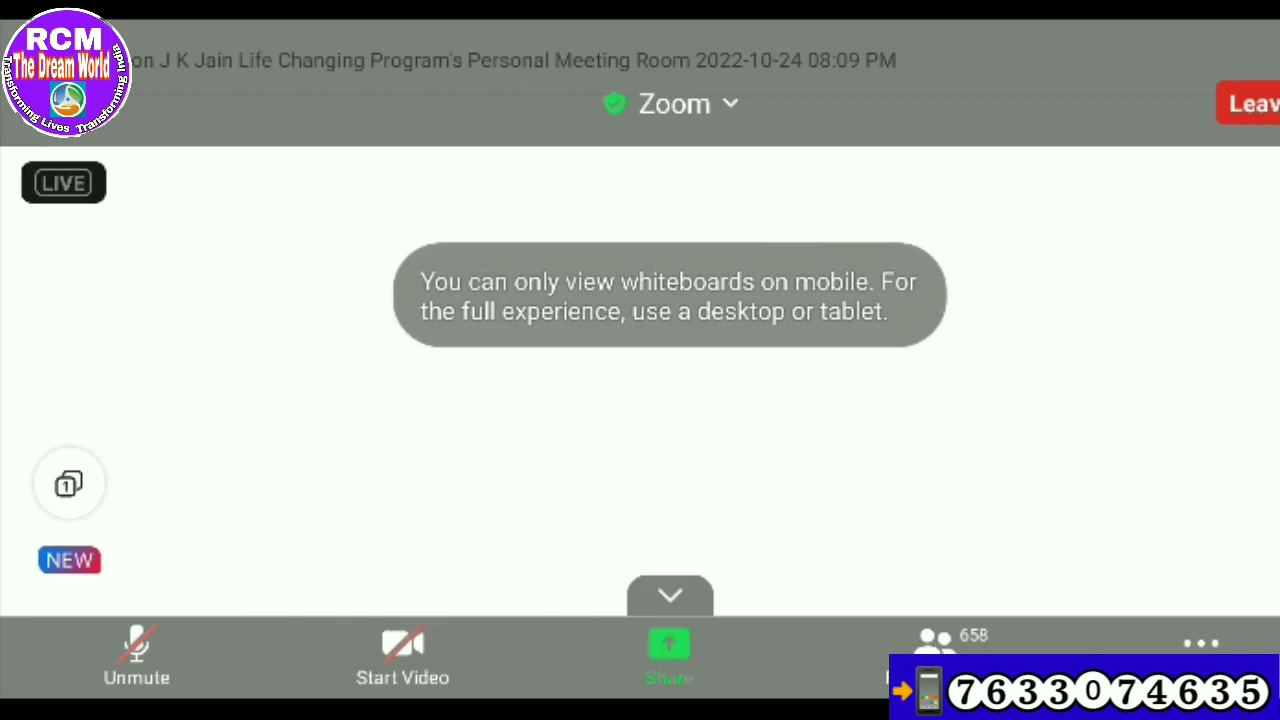 RCM
The Dream World
Transforming Lives Transforming India
on J K Jain Life Changing Program's Personal Meeting Room 2022-10-24 08:09 PM
Zoom
Leav
LIVE
You can only view whiteboards on mobile. For
the full experience, use a desktop or tablet.
1
NEW
658
Unmute
Start Video
Share
7633074635